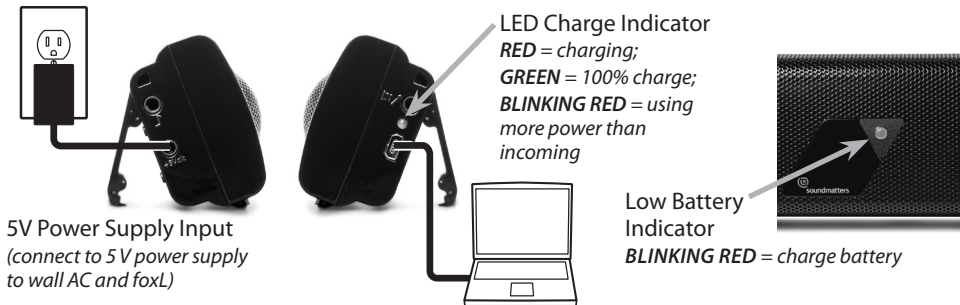 LED Charge Indicator
RED = charging;
GREEN = 100% charge;
BLINKING RED = using
more power than
incoming
5V Power Supply Input
(connect to 5 V power supply
to wall AC and foxL)
Low Battery
Indicator
BLINKING RED = charge battery
soundmatters